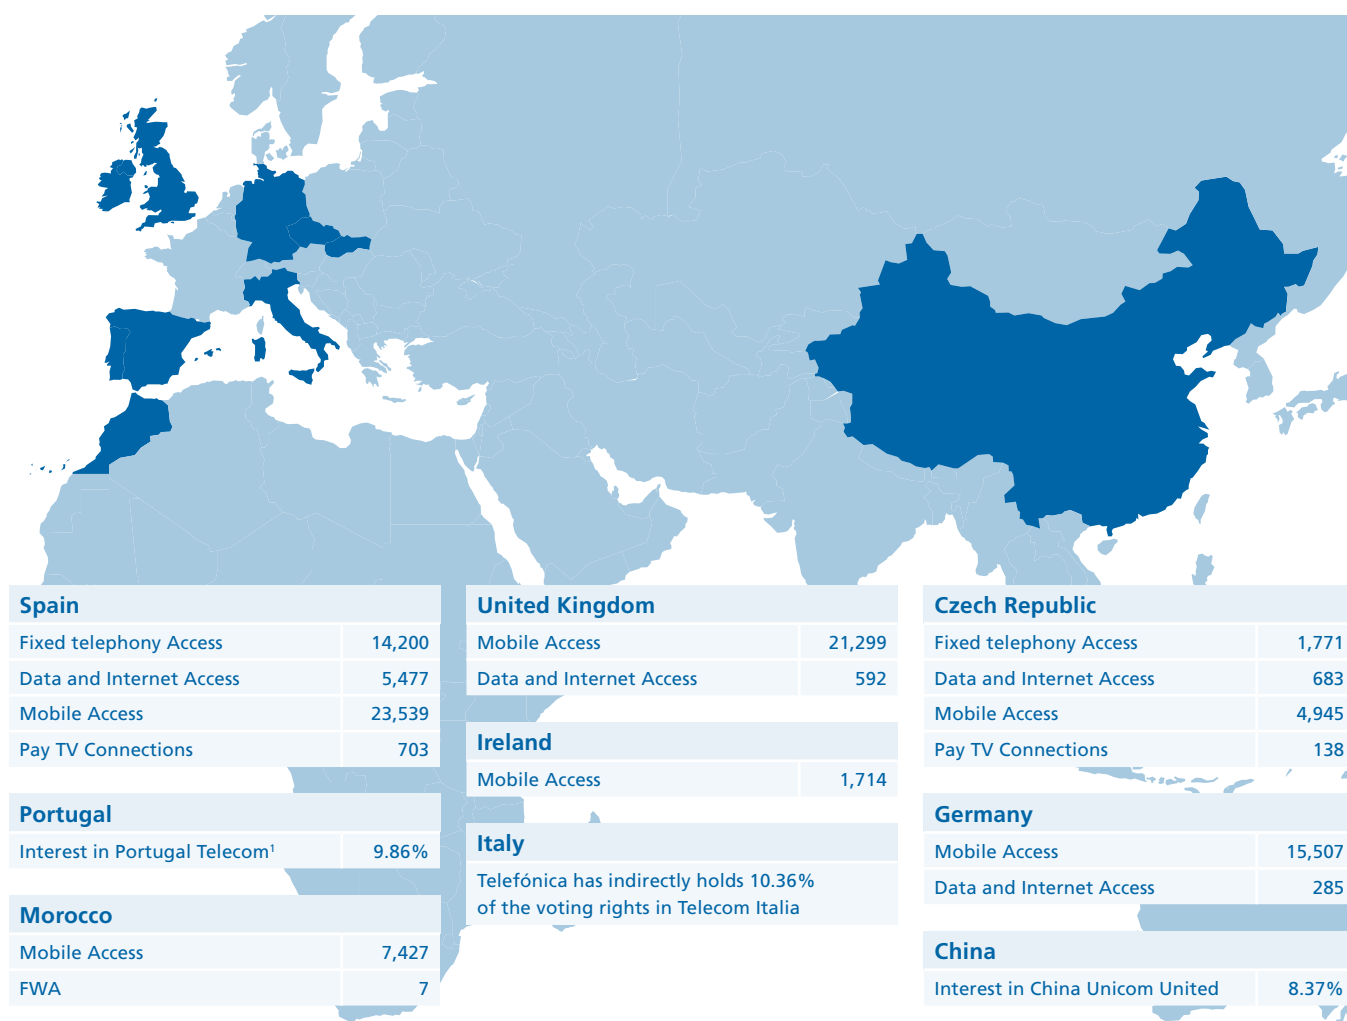 Spain
Fixed telephony Access 14,200
Data and Internet Access 5,477
Mobile Access 23,539
Pay TV Connections 703
Portugal
Interest in Portugal Telecom¹ 9.86%
Morocco
Mobile Access 7,427
FWA 7
United Kingdom
Mobile Access 21,299
Data and Internet Access 592
Ireland
Mobile Access 1,714
Italy
Telefónica has indirectly holds 10.36%
of the voting rights in Telecom Italia
Czech Republic
Fixed telephony Access 1,771
Data and Internet Access 683
Mobile Access 4,945
Pay TV Connections 138
Germany
Mobile Access 15,507
Data and Internet Access 285
China
Interest in China Unicom United 8.37%